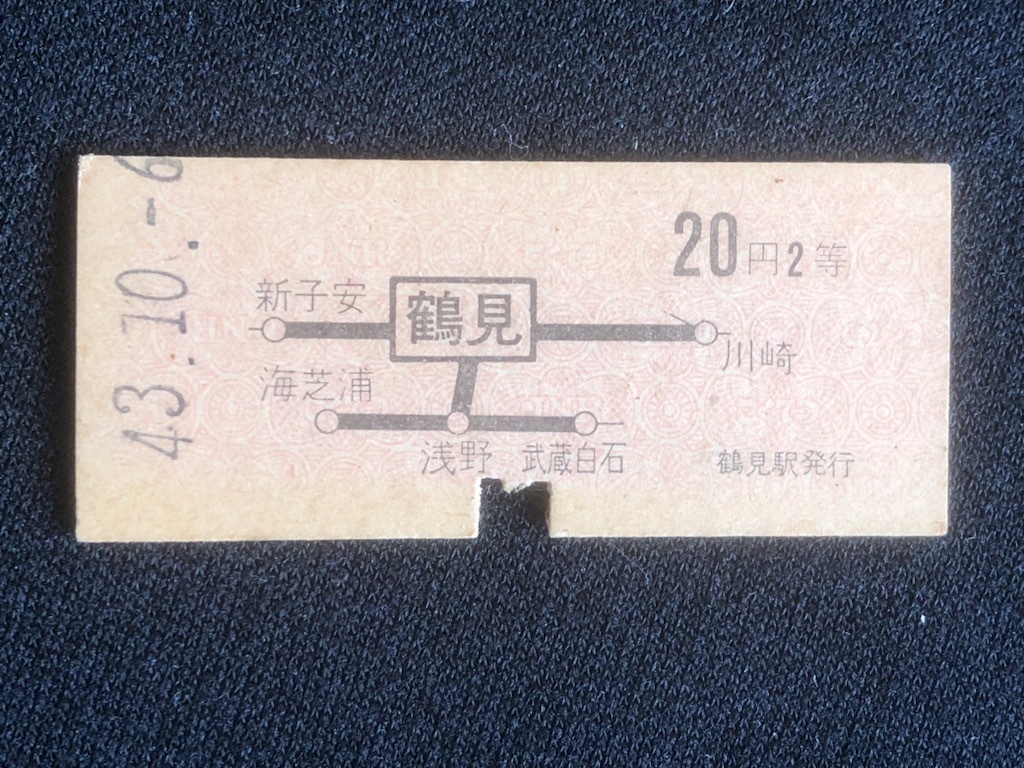 43.10.-6
20円2等
新子安
鶴見
川崎
海芝浦
浅野
武蔵白石
鶴見駅発行